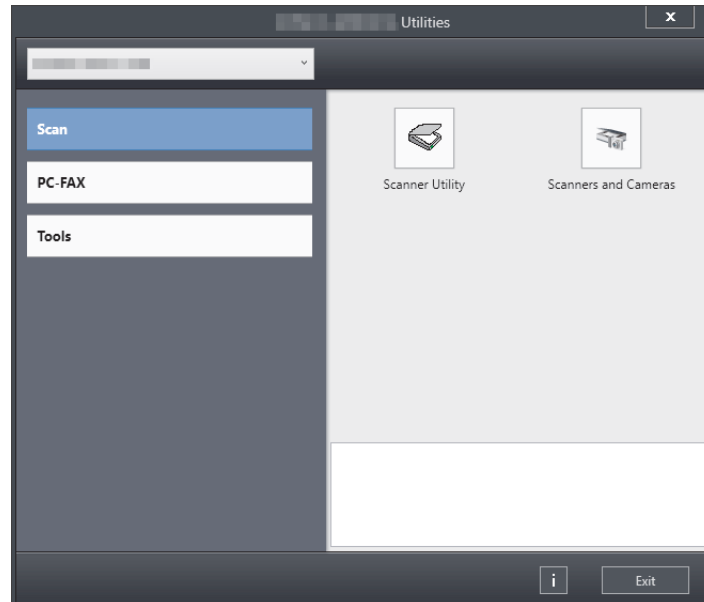 Utilities
x
Scan
PC-FAX
Tools
Scanner Utility
Scanners and Cameras
i
Exit